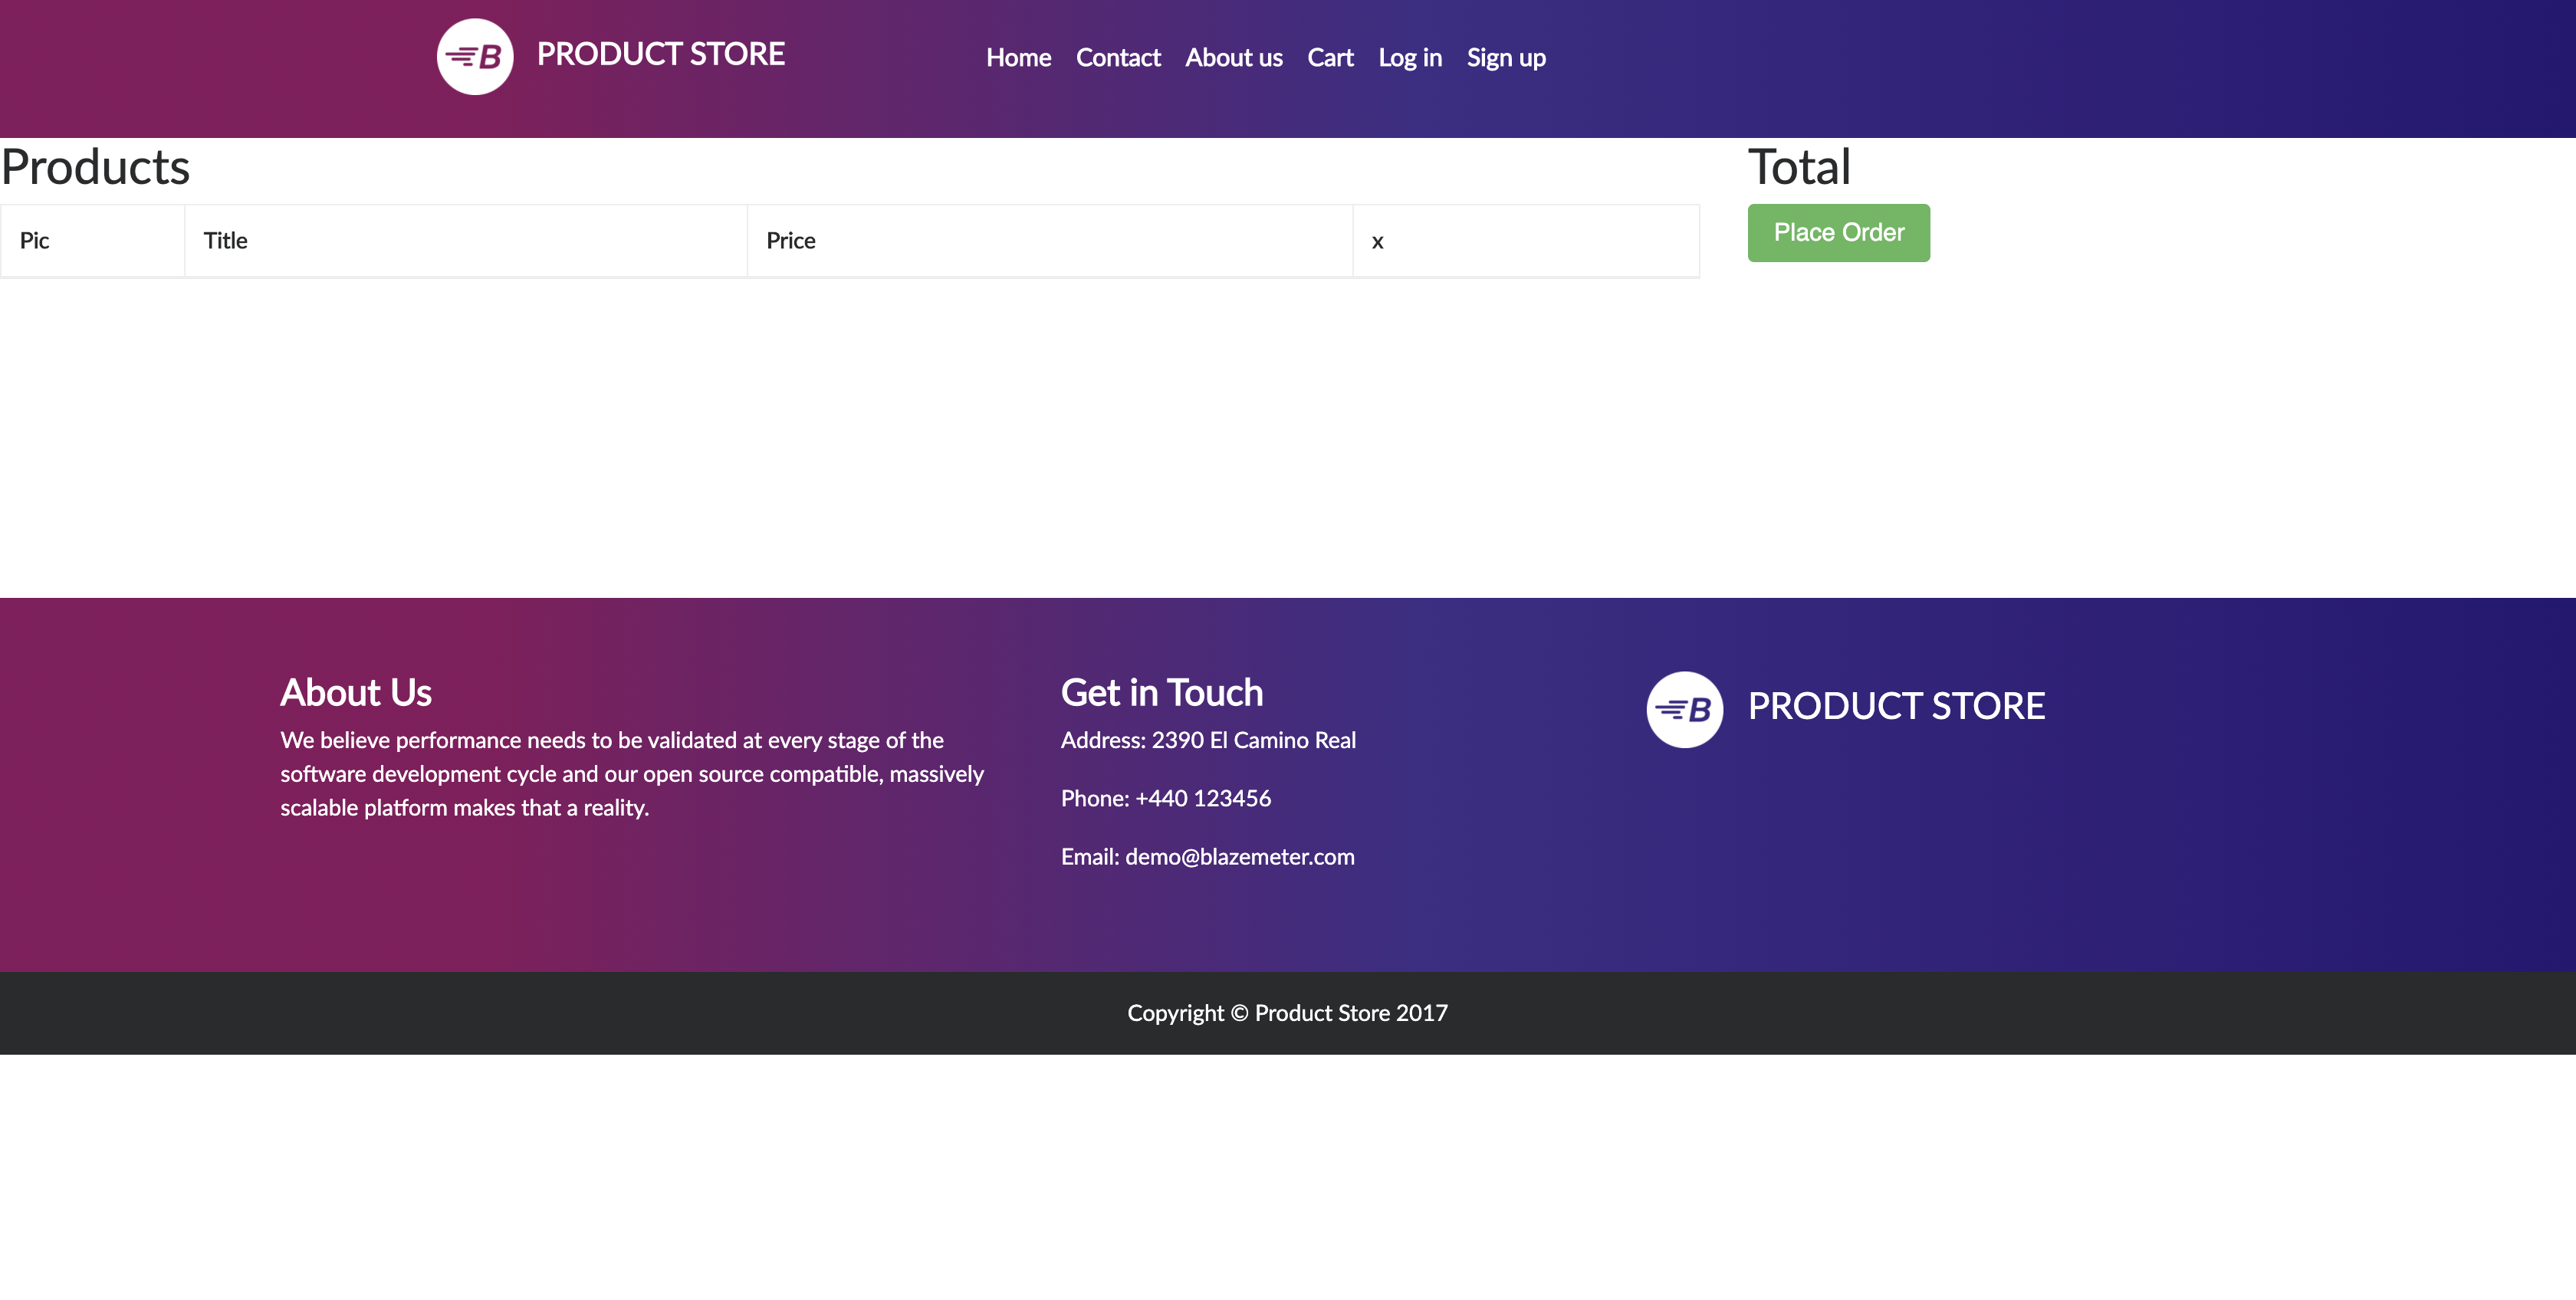 B PRODUCT STORE
Home Contact About us Cart Log in Sign up
Products
Pic Title Price x
Total
Place Order
About Us
We believe performance needs to be validated at every stage of the
software development cycle and our open source compatible, massively
scalable platform makes that a reality.
Get in Touch
Address: 2390 El Camino Real
Phone: +440 123456
Email: demo@blazemeter.com
B PRODUCT STORE
Copyright © Product Store 2017